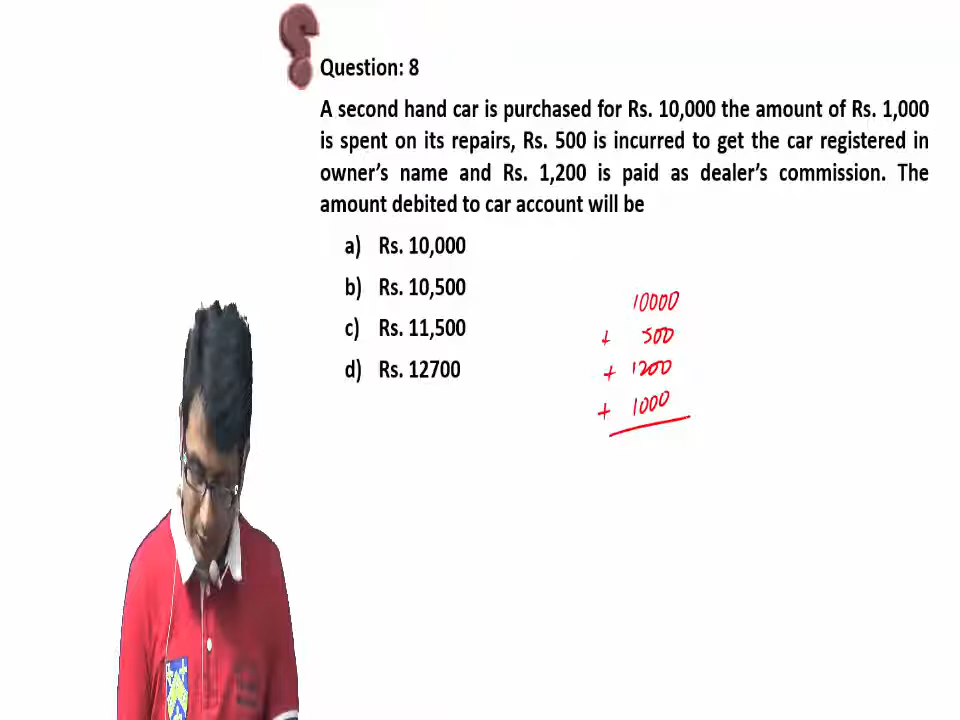 Question: 8
A second hand car is purchased for Rs. 10,000 the amount of Rs. 1,000
is spent on its repairs, Rs. 500 is incurred to get the car registered in
owner’s name and Rs. 1,200 is paid as dealer’s commission. The
amount debited to car account will be
a) Rs. 10,000
b) Rs. 10,500
c) Rs. 11,500
d) Rs. 12700
10000
+ 500
+ 1200
+ 1000